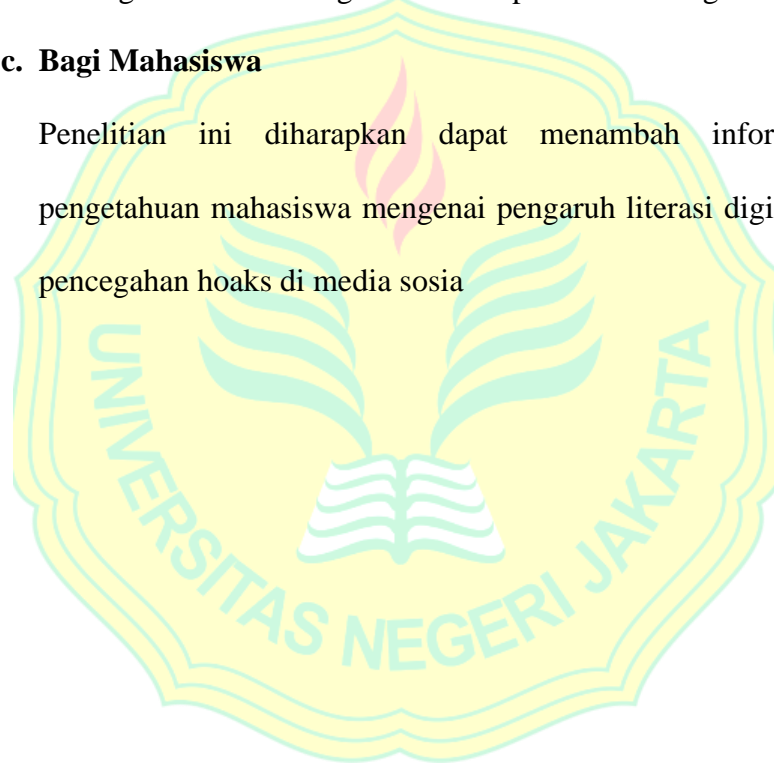 c. Bagi Mahasiswa
Penelitian ini diharapkan dapat menambah infor
pengetahuan mahasiswa mengenai pengaruh literasi digi
pencegahan hoaks di media sosia
UNIVERSITAS NEGERI JAKARTA